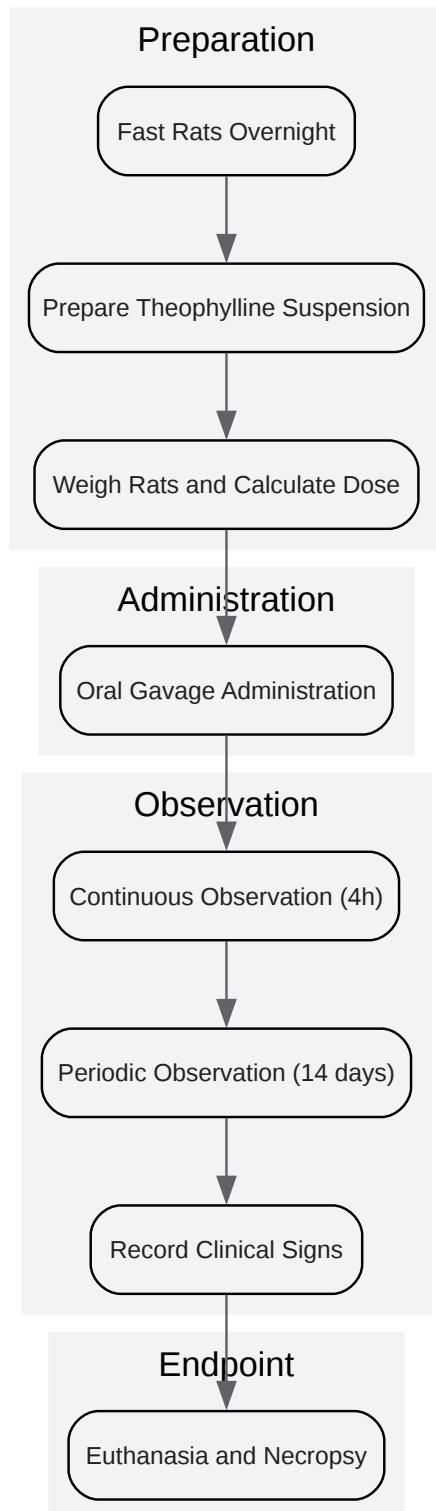 Preparation
Fast Rats Overnight
Prepare Theophylline Suspension
Weigh Rats and Calculate Dose
Administration
Oral Gavage Administration
Observation
Continuous Observation (4h)
Periodic Observation (14 days)
Record Clinical Signs
Endpoint
Euthanasia and Necropsy